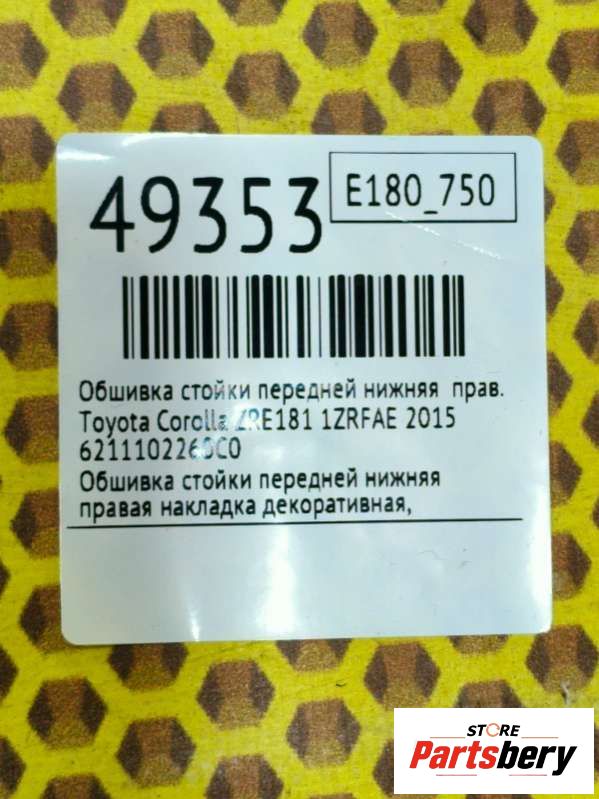 49353
E180_750
Обшивка стойки передней нижняя прав.
Toyota Corolla ZRE181 1ZRFAE 2015
6211102260C0
Обшивка стойки передней нижняя
правая накладка декоративная,
STORE
Partsbery